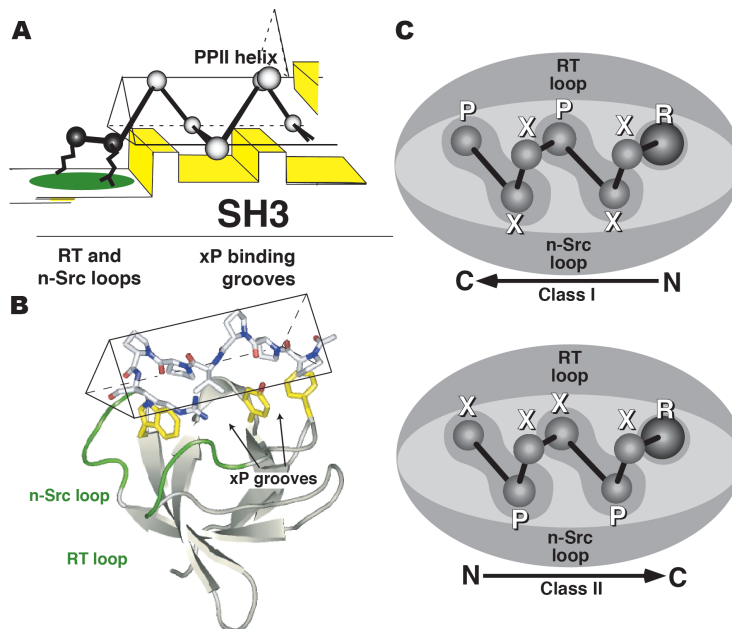 A
PPII helix
SH3
RT and
n-Src loops
xP binding
grooves
B
xP grooves
n-Src loop
RT loop
C
RT
loop
P
P
R
X
X
X
X
n-Src
loop
C
N
Class I
RT
loop
X
X
X
X
R
P
P
n-Src
loop
N
C
Class II